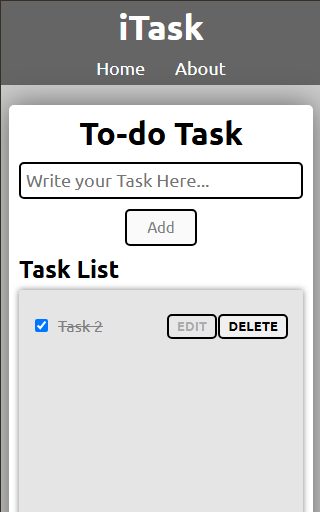 iTask
Home About
To-do Task
Write your Task Here...
Add
Task List
Task 2 EDIT DELETE